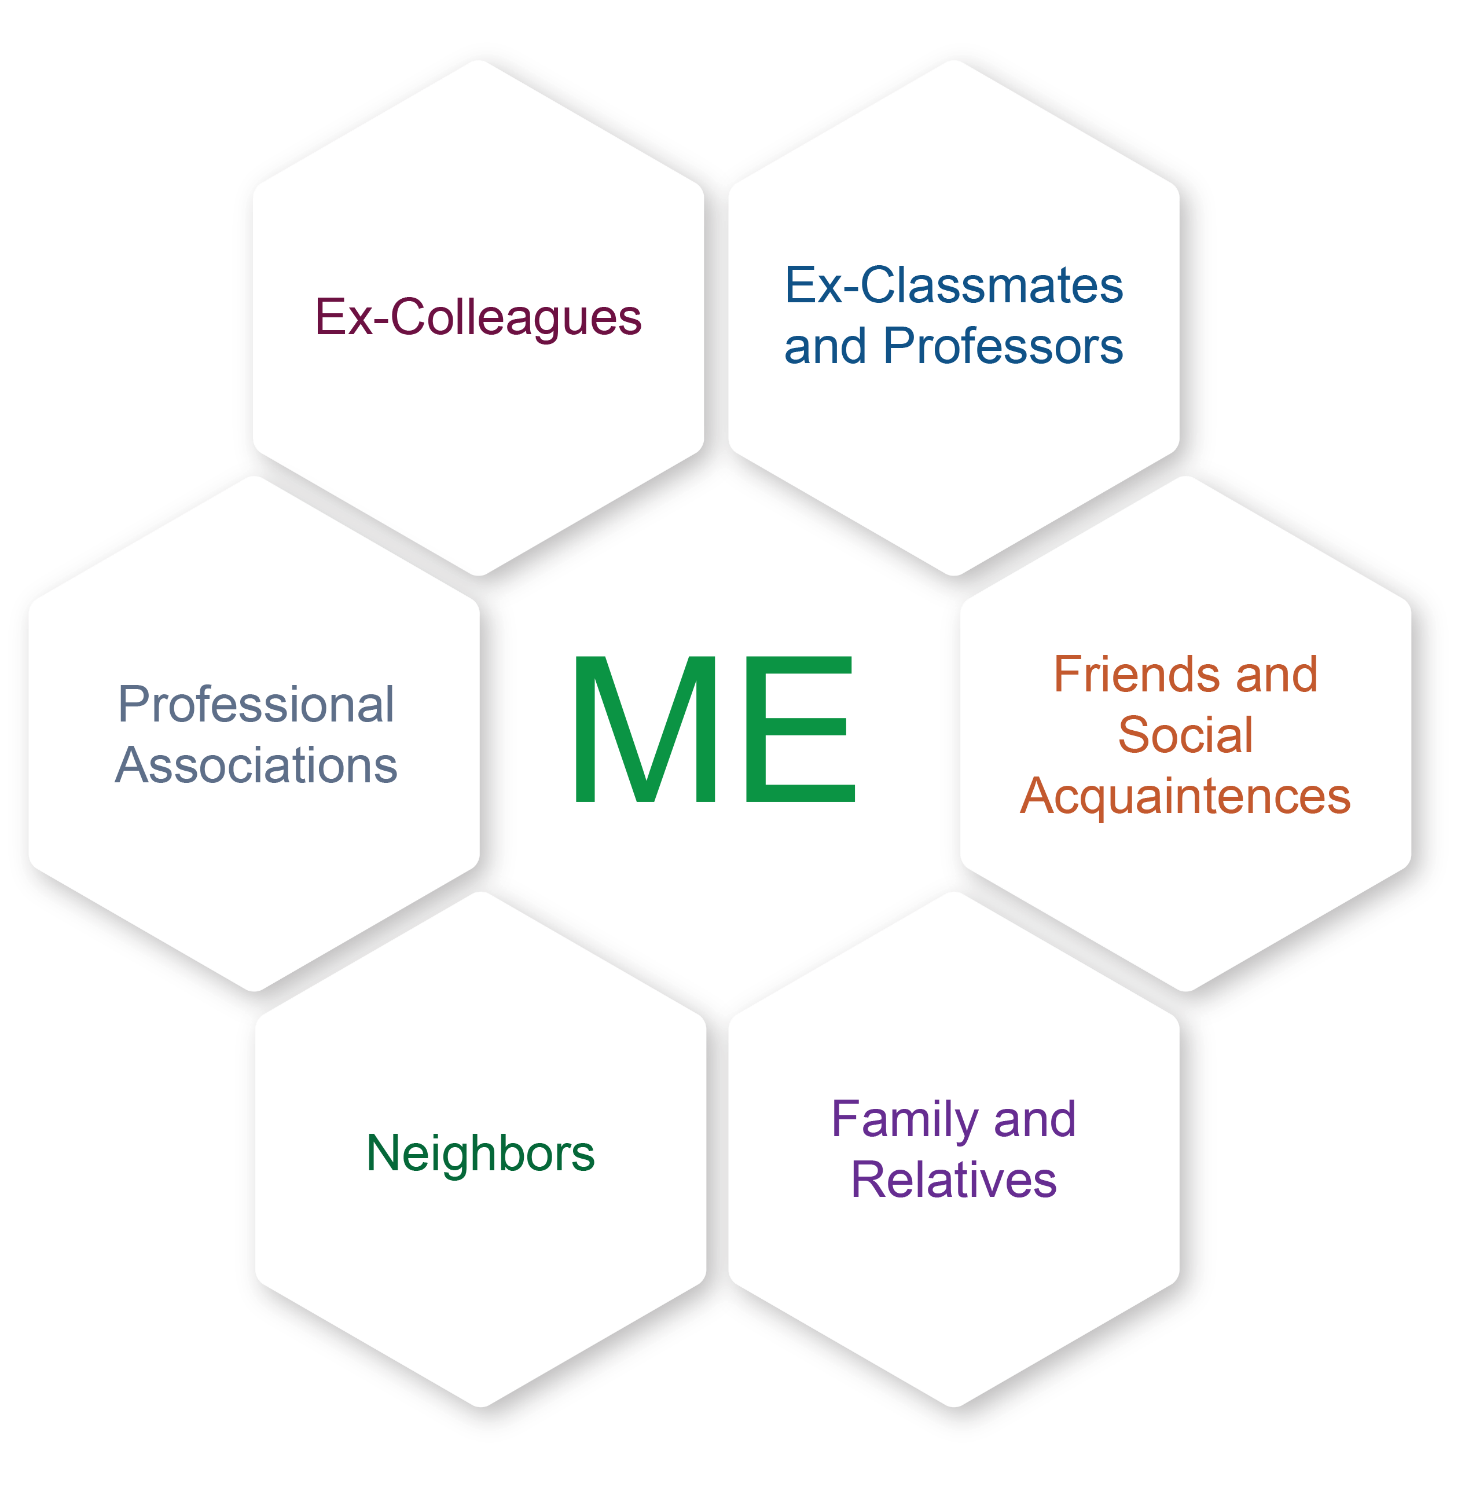 Ex-Colleagues
Ex-Classmates
and Professors
Professional
Associations
ME
Friends and
Social
Acquaintences
Neighbors
Family and
Relatives